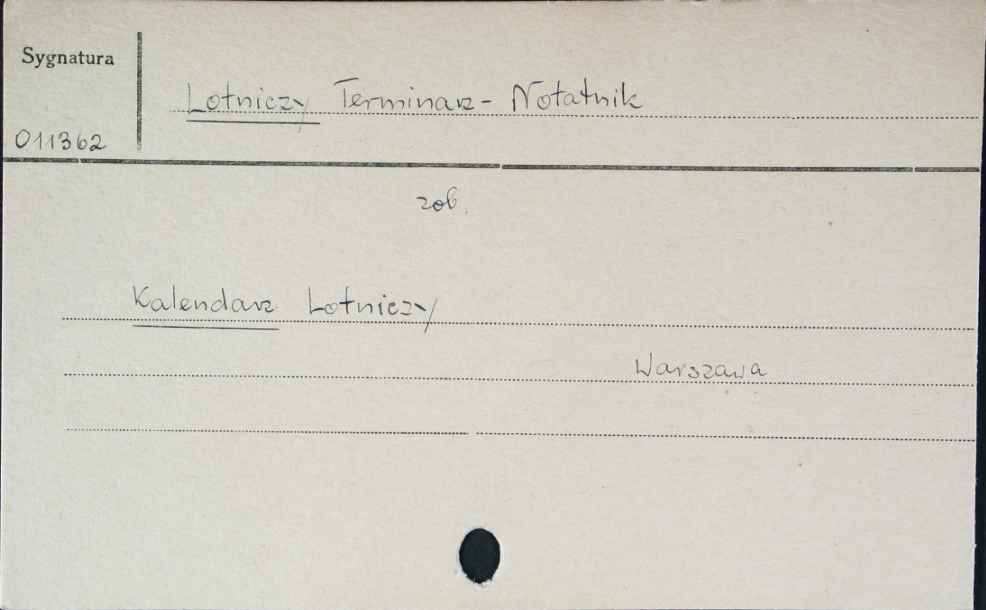 Sygnatura
Lotniczy Terminarz - Notatnik
011362
zob.
Kalendarz Lotniczy
Warszawa